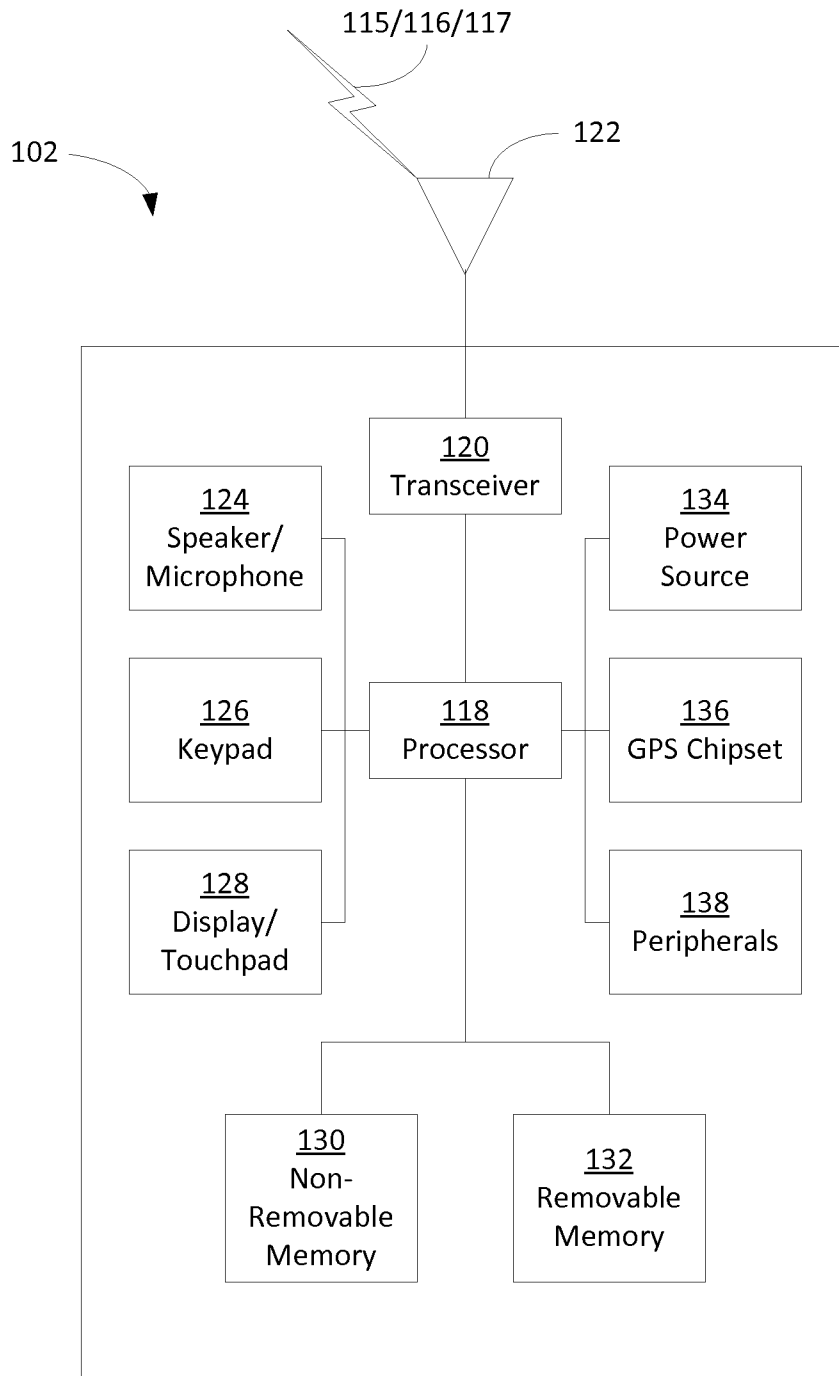 115/116/117
122
102
120
Transceiver
124
Speaker/
Microphone
134
Power
Source
126
Keypad
118
Processor
136
GPS Chipset
128
Display/
Touchpad
138
Peripherals
130
Non-
Removable
Memory
132
Removable
Memory